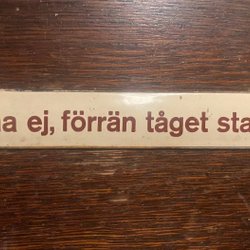 a ej, förrän tåget sta